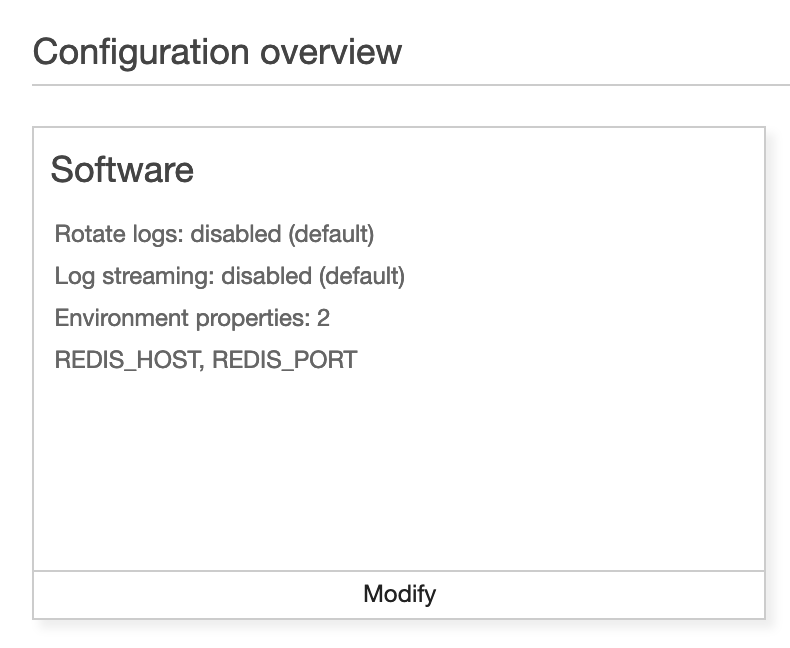 Configuration overview
Software
Rotate logs: disabled (default)
Log streaming: disabled (default)
Environment properties: 2
REDIS_HOST, REDIS_PORT
Modify